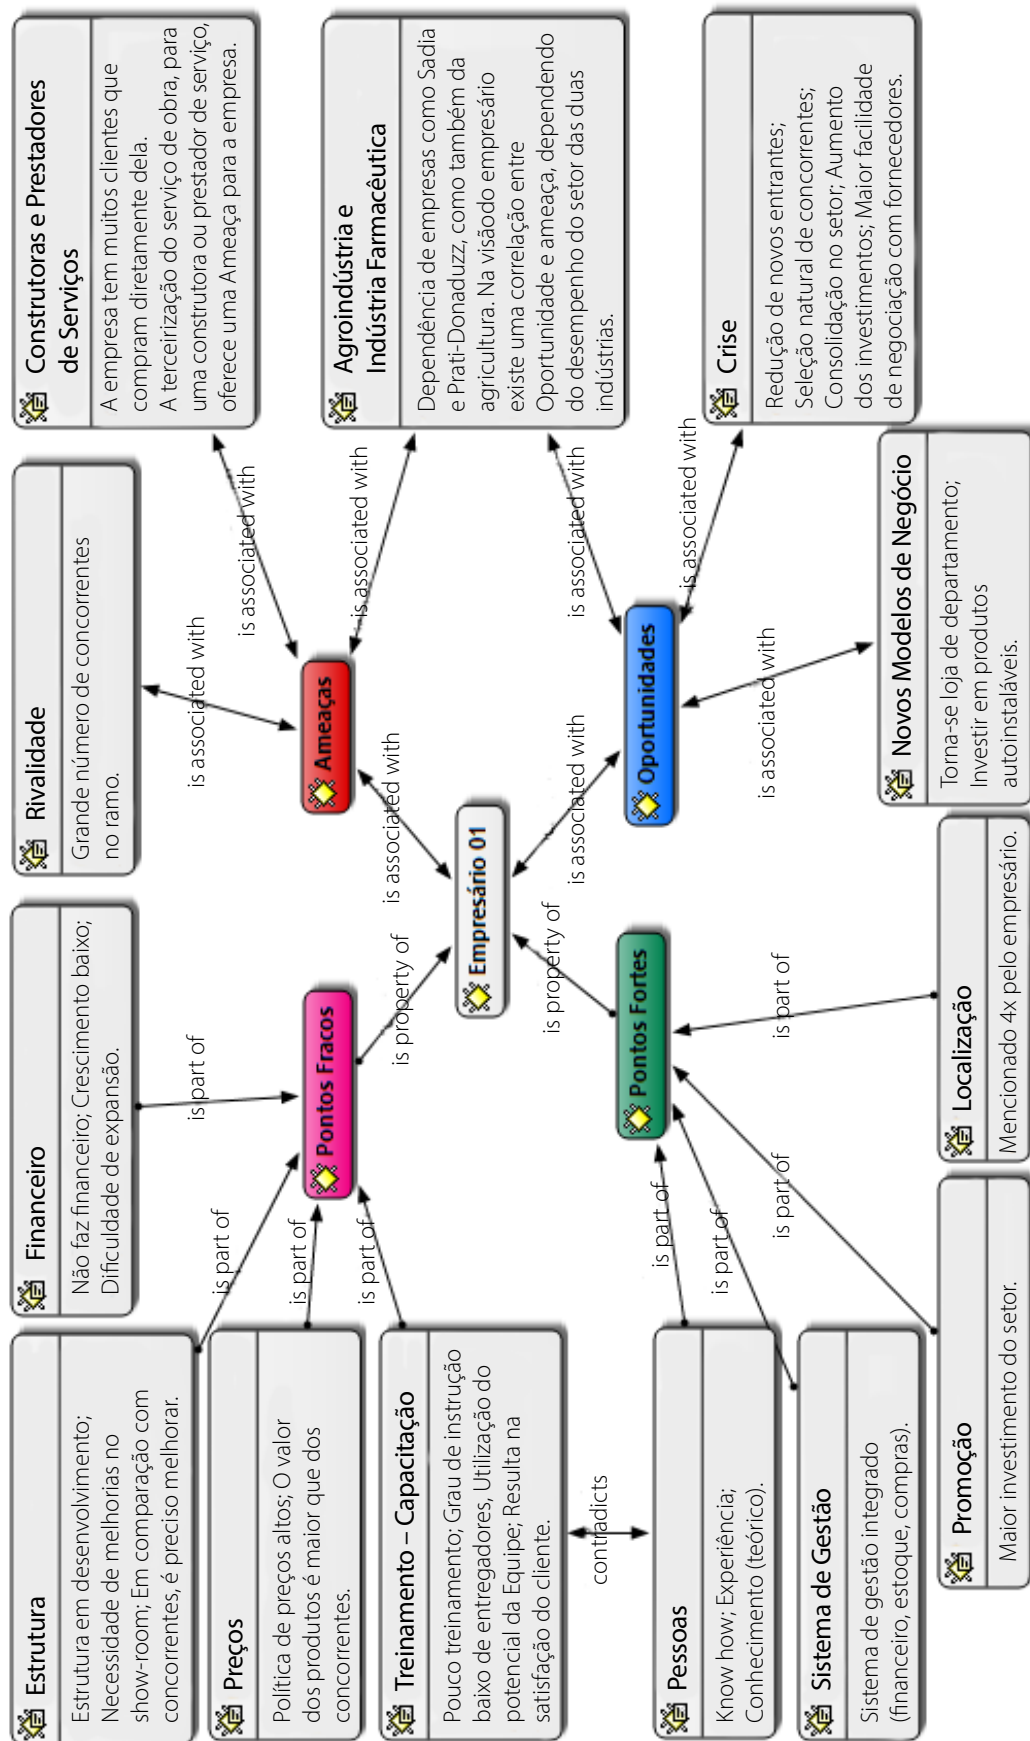 Estrutura
Estrutura em desenvolvimento;
Necessidade de melhorias no
show-room; Em comparação com
concorrentes, é preciso melhorar.
Financeiro
Não faz financeiro; Crescimento baixo;
Dificuldade de expansão.
Rivalidade
Grande número de concorrentes
no ramo.
Construtoras e Prestadores
de Serviços
A empresa tem muitos clientes que
compram diretamente dela.
A terceirização do serviço de obra, para
uma construtora ou prestador de serviço,
oferece uma Ameaça para a empresa.
is part of
is part of
is associated with
is associated with
Preços
Política de preços altos; O valor
dos produtos é maior que dos
concorrentes.
is part of
Pontos Fracos
Ameaças
is associated with
Agroindústria e
Indústria Farmacêutica
Dependência de empresas como Sadia
e Prati-Donaduzz, como também da
agricultura. Na visãodo empresário
existe uma correlação entre
Oportunidade e ameaça, dependendo
do desempenho do setor das duas
indústrias.
Treinamento – Capacitação
Pouco treinamento; Grau de instrução
baixo de entregadores, Utilização do
potencial da Equipe; Resulta na
satisfação do cliente.
is part of
is property of
is associated with
Empresário 01
is property of
is associated with
is associated with
contradicts
Pessoas
Know how; Experiência;
Conhecimento (teórico).
is part of
Pontos Fortes
Oportunidades
is associated with
Crise
Redução de novos entrantes;
Seleção natural de concorrentes;
Consolidação no setor; Aumento
dos investimentos; Maior facilidade
de negociação com fornecedores.
Sistema de Gestão
Sistema de gestão integrado
(financeiro, estoque, compras).
is part of
is part of
is part of
is associated with
Promoção
Maior investimento do setor.
Localização
Mencionado 4x pelo empresário.
Novos Modelos de Negócio
Torna-se loja de departamento;
Investir em produtos
autoinstaláveis.